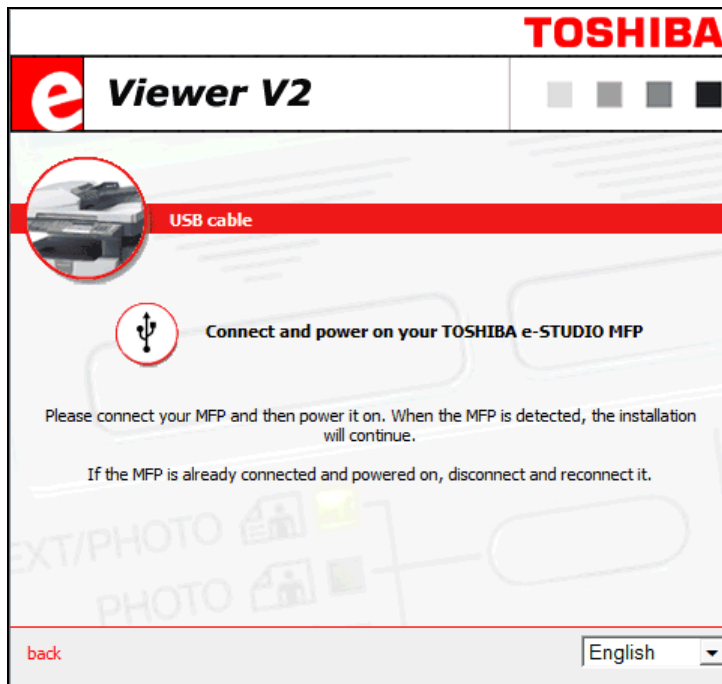 TOSHIBA
e Viewer V2
USB cable
Connect and power on your TOSHIBA e-STUDIO MFP
Please connect your MFP and then power it on. When the MFP is detected, the installation
will continue.
If the MFP is already connected and powered on, disconnect and reconnect it.
EXT/PHOTO
PHOTO
back
English